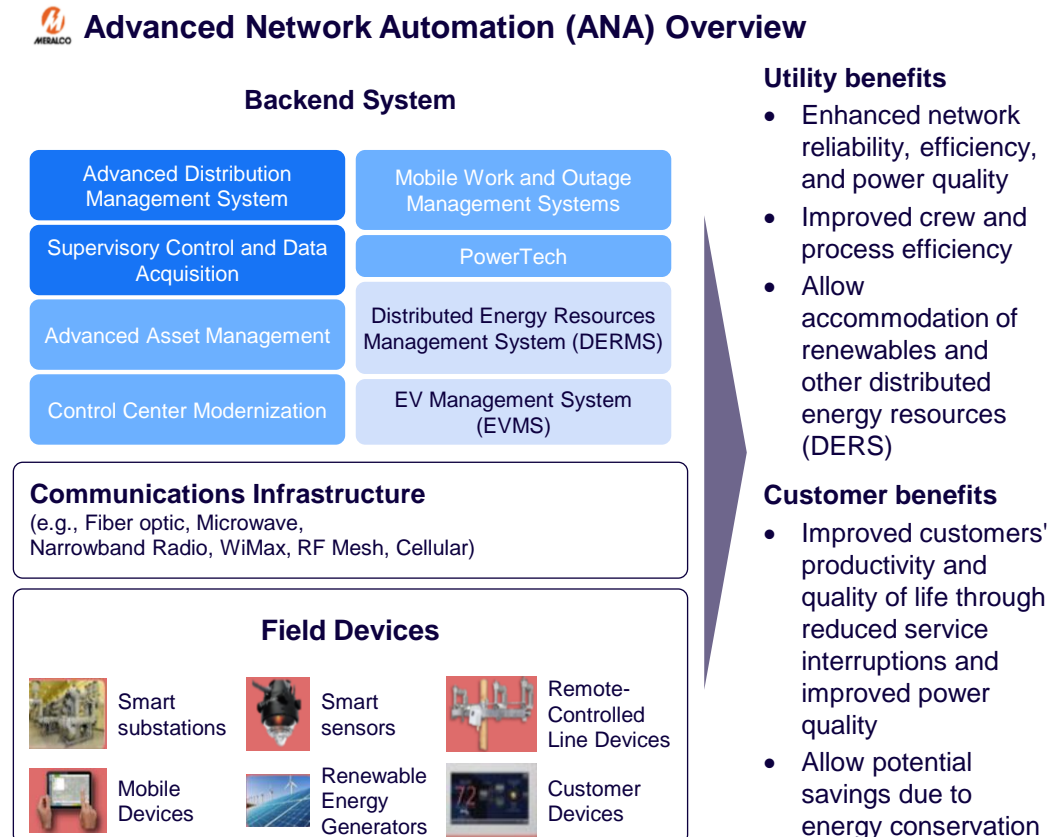 MERALCO
Advanced Network Automation (ANA) Overview
Backend System
Advanced Distribution
Management System
Supervisory Control and Data
Acquisition
Advanced Asset Management
Control Center Modernization
Mobile Work and Outage
Management Systems
PowerTech
Distributed Energy Resources
Management System (DERMS)
EV Management System
(EVMS)
Communications Infrastructure
(e.g., Fiber optic, Microwave,
Narrowband Radio, WiMax, RF Mesh, Cellular)
Field Devices
Smart
substations
Smart
sensors
Remote-
Controlled
Line Devices
Mobile
Devices
Renewable
Energy
Generators
72
Customer
Devices
Utility benefits
• Enhanced network
reliability, efficiency,
and power quality
• Improved crew and
process efficiency
• Allow
accommodation of
renewables and
other distributed
energy resources
(DERS)
Customer benefits
• Improved customers'
productivity and
quality of life through
reduced service
interruptions and
improved power
quality
• Allow potential
savings due to
energy conservation